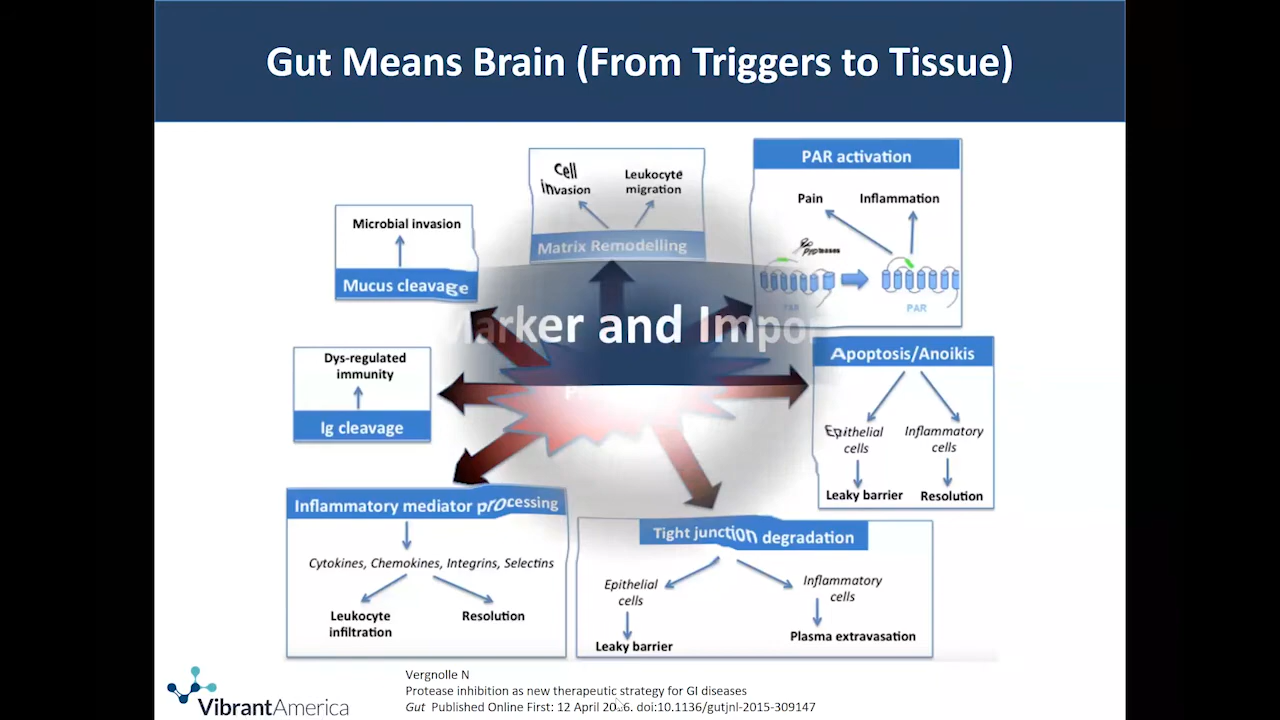 Gut Means Brain (From Triggers to Tissue)
Cell
invasion
Leukocyte
migration
Matrix Remodelling
PAR activation
Pain
Inflammation
Proteases
PAR
PAR
Microbial invasion
Mucus cleavage
Marker and Impor
Dys-regulated
immunity
Ig cleavage
Apoptosis/Anoikis
Epithelial
cells
Inflammatory
cells
Leaky barrier
Resolution
Inflammatory mediator processing
Cytokines, Chemokines, Integrins, Selectins
Leukocyte
infiltration
Resolution
Tight junction degradation
Epithelial
cells
Inflammatory
cells
Leaky barrier
Plasma extravasation
VibrantAmerica
Vergnolle N
Protease inhibition as new therapeutic strategy for GI diseases
Gut Published Online First: 12 April 2016. doi:10.1136/gutjnl-2015-309147